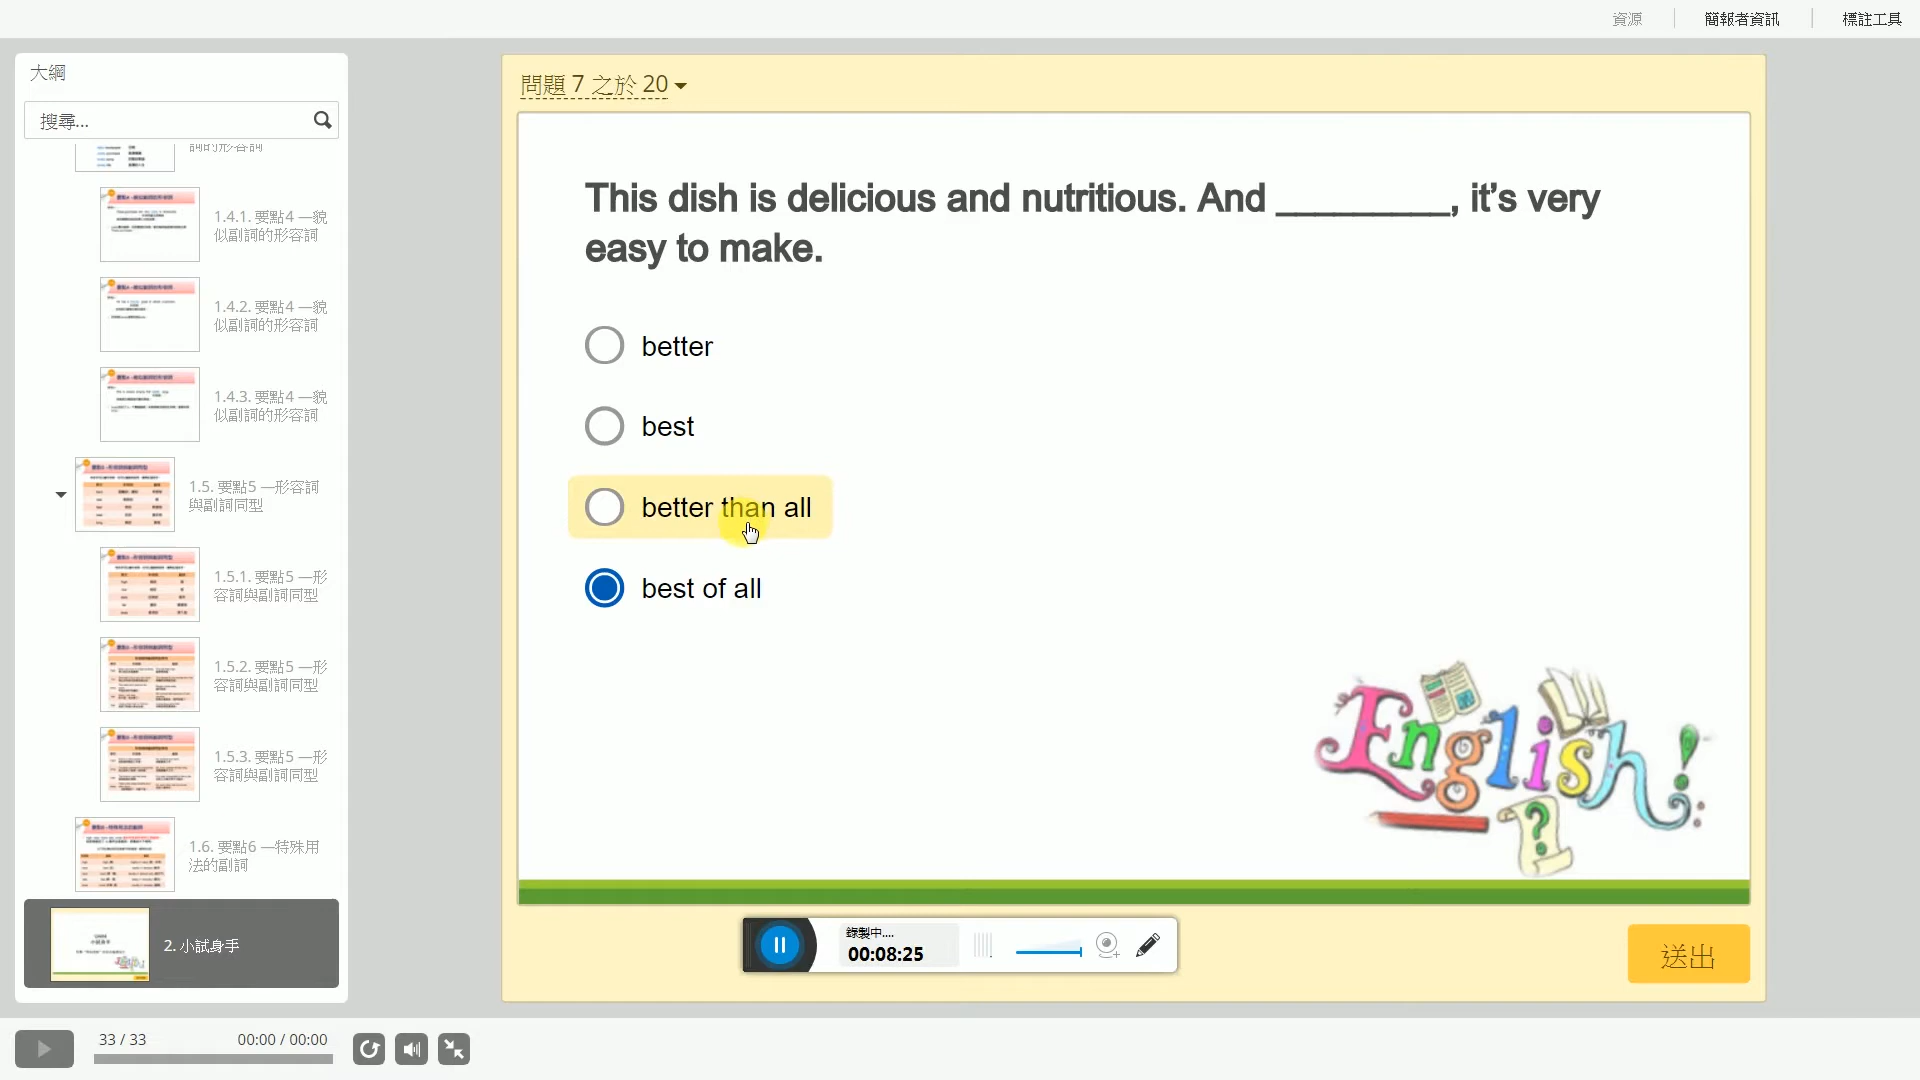 資源
簡報者資訊
標註工具
大綱
搜尋...
詞的形容詞
1.4.1. 要點4 —貌
似副詞的形容詞
1.4.2. 要點4 —貌
似副詞的形容詞
1.4.3. 要點4 —貌
似副詞的形容詞
1.5. 要點5 —形容詞
與副詞同型
1.5.1. 要點5 —形
容詞與副詞同型
1.5.2. 要點5 —形
容詞與副詞同型
1.5.3. 要點5 —形
容詞與副詞同型
1.6. 要點6 —特殊用
法的副詞
2. 小試身手
問題 7 之於 20
This dish is delicious and nutritious. And _________, it's very
easy to make.
better
best
better than all
best of all
English!
?
錄製中....
00:08:25
送出
33 / 33
00:00 / 00:00